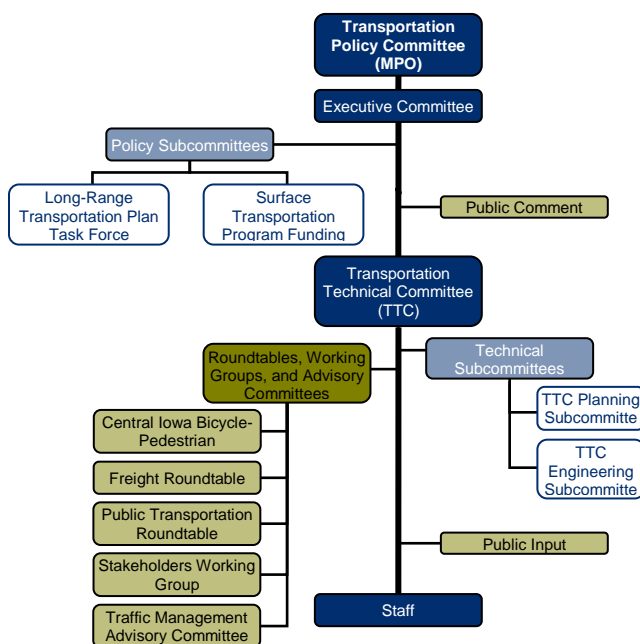 Transportation
Policy Committee
(MPO)
Executive Committee
Policy Subcommittees
Long-Range
Transportation Plan
Task Force
Surface
Transportation
Program Funding
Public Comment
Transportation
Technical Committee
(TTC)
Roundtables, Working
Groups, and Advisory
Committees
Technical
Subcommittees
Central Iowa Bicycle-
Pedestrian
TTC Planning
Subcommitte
Freight Roundtable
TTC
Engineering
Subcommitte
Public Transportation
Roundtable
Public Input
Stakeholders Working
Group
Staff
Traffic Management
Advisory Committee